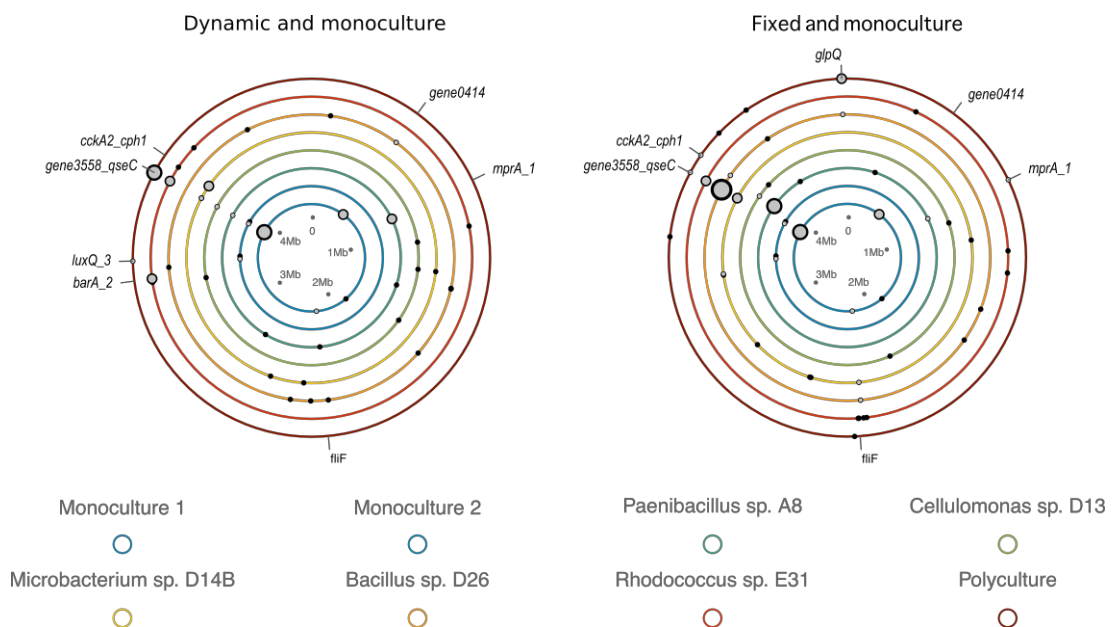 Dynamic and monoculture
Fixed and monoculture
glpQ
gene0414
cckA2_cph1
gene3558_qseC
mprA_1
0
4Mb
1Mb
3Mb
2Mb
luxQ_3
barA_2
fliF
gene0414
cckA2_cph1
gene3558_qseC
mprA_1
0
4Mb
1Mb
3Mb
2Mb
fliF
Monoculture 1
Monoculture 2
Paenibacillus sp. A8
Cellulomonas sp. D13
Microbacterium sp. D14B
Bacillus sp. D26
Rhodococcus sp. E31
Polyculture